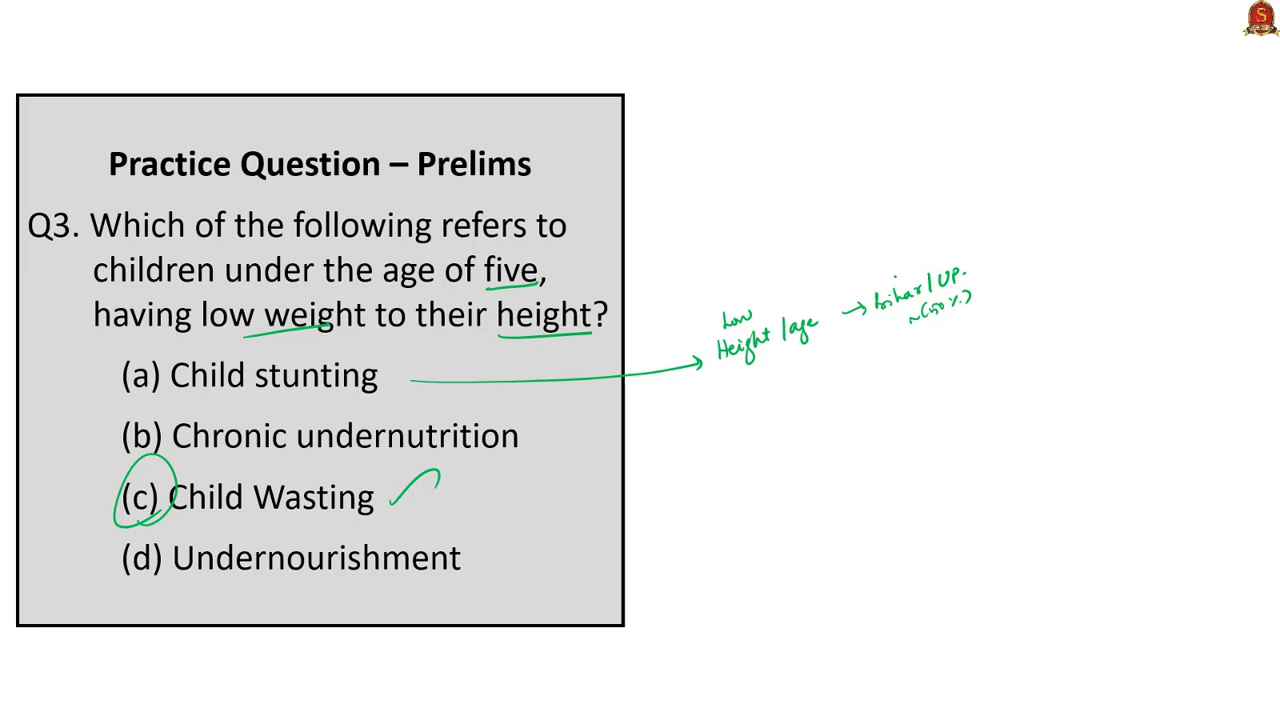 S
Practice Question – Prelims
Q3. Which of the following refers to
children under the age of five,
having low weight to their height?
(a) Child stunting
(b) Chronic undernutrition
(c) Child Wasting
(d) Undernourishment
Low
Height / age
Bihar / UP.
~(50%)